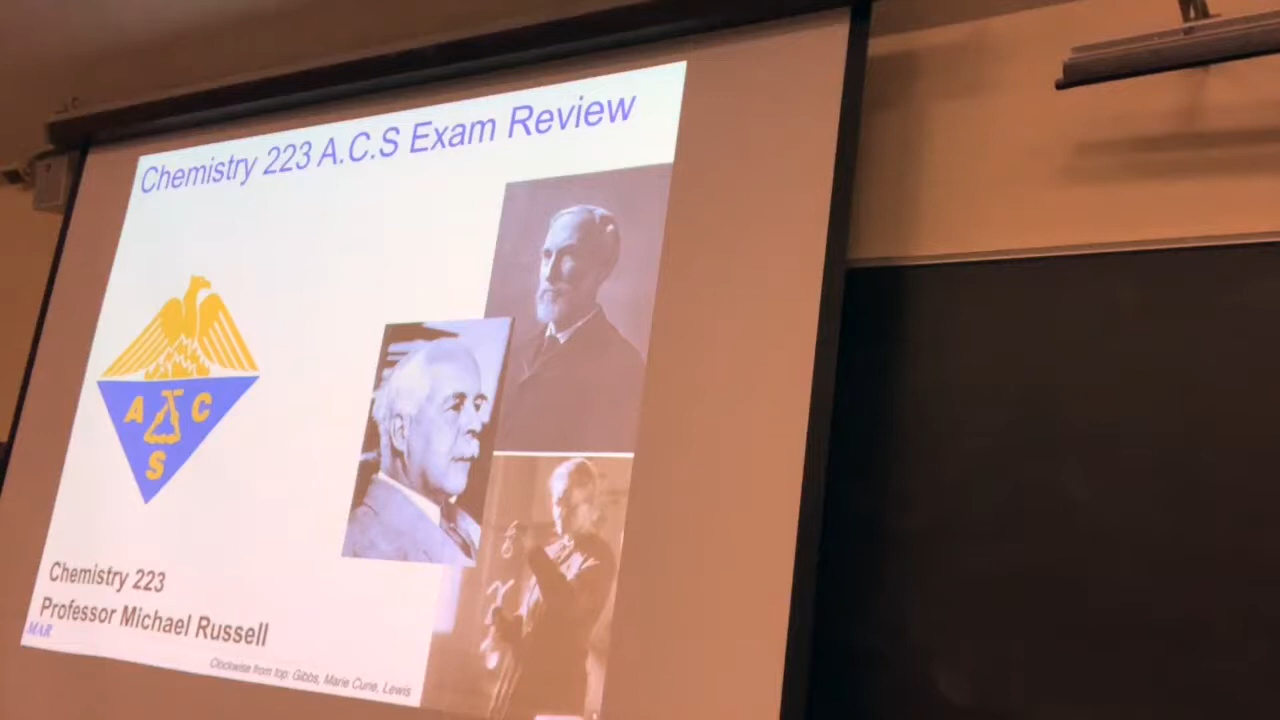 Chemistry 223 A.C.S Exam Review
A C
S
Chemistry 223
Professor Michael Russell
MAR
Clockwise from top: Gibbs, Marie Curie, Lewis